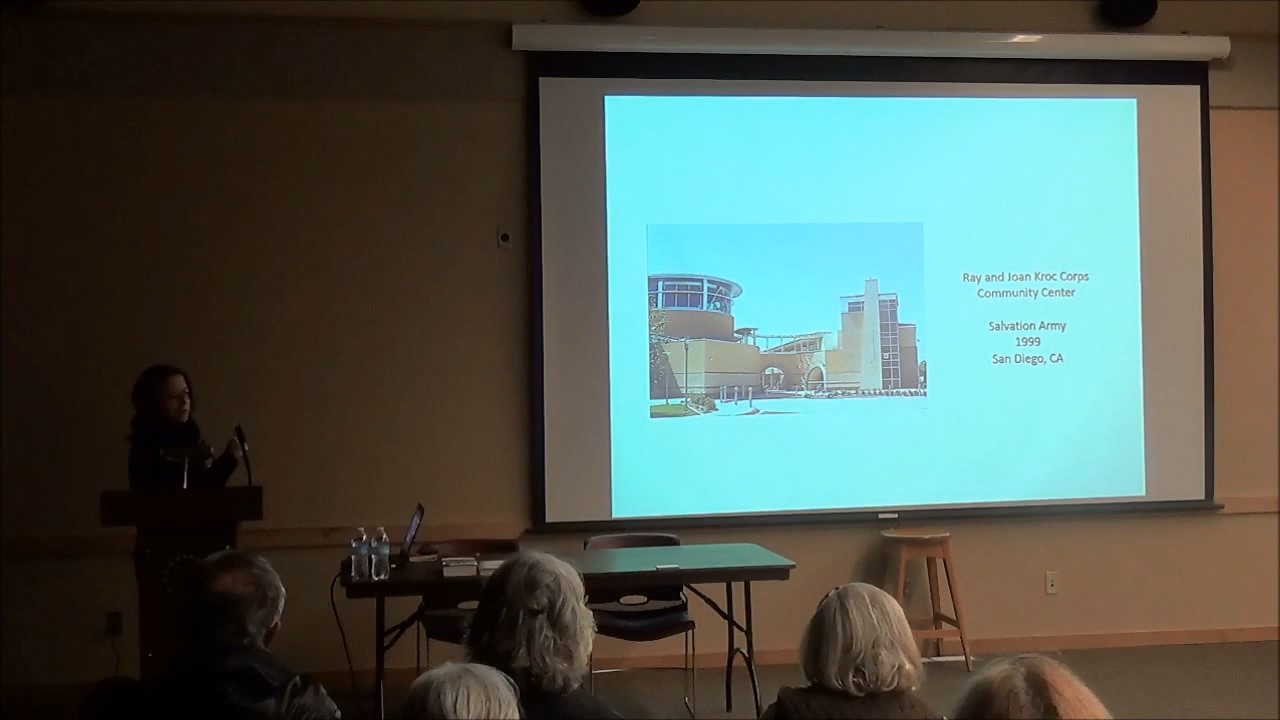 Ray and Joan Kroc Corps
Community Center
Salvation Army
1999
San Diego, CA